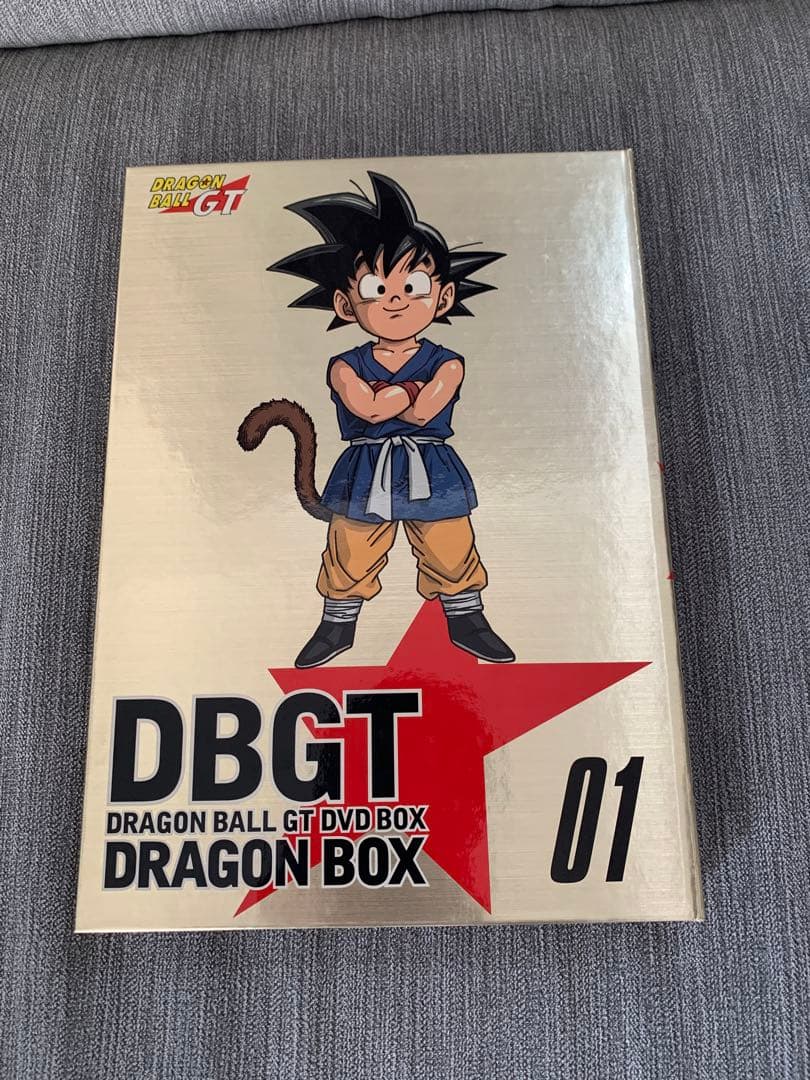 DRAGON
BALL GT
DBGT
DRAGON BALL GT DVD BOX
DRAGON BOX
01